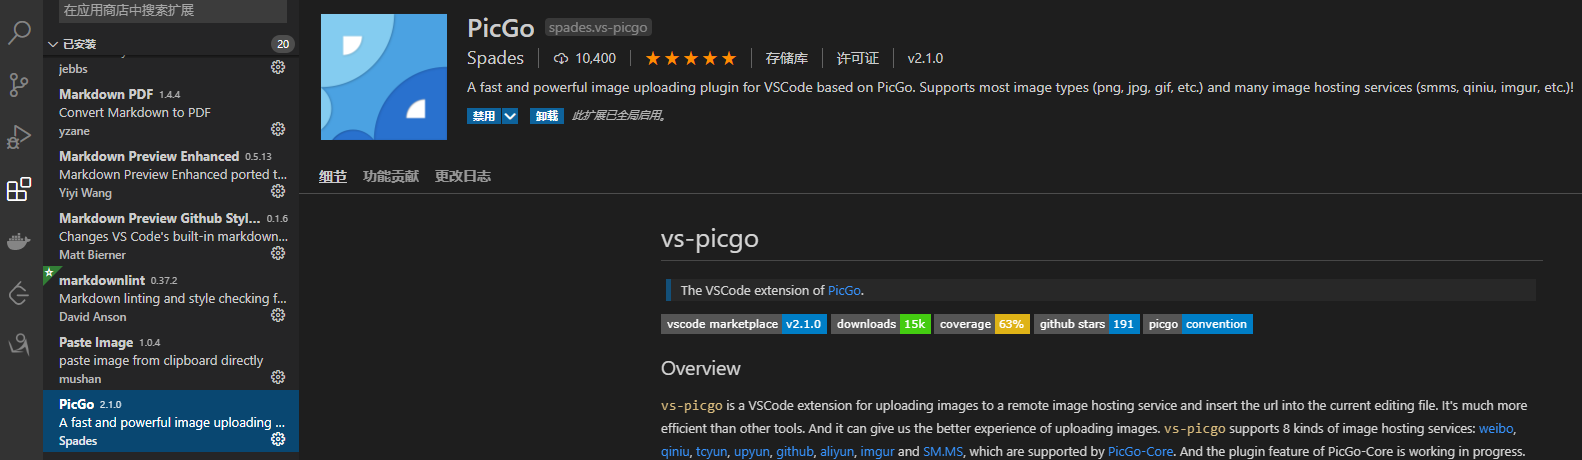 在应用商店中搜索扩展
已安装 20
jebbs
Markdown PDF 1.4.4
Convert Markdown to PDF
yzane
Markdown Preview Enhanced 0.5.13
Markdown Preview Enhanced ported t...
Yiyi Wang
Markdown Preview Github Styl... 0.1.6
Changes VS Code's built-in markdown...
Matt Bierner
markdownlint 0.37.2
Markdown linting and style checking f...
David Anson
Paste Image 1.0.4
paste image from clipboard directly
mushan
PicGo 2.1.0
A fast and powerful image uploading ...
Spades
PicGo spades.vs-picgo
Spades 10,400 存储库 许可证 v2.1.0
A fast and powerful image uploading plugin for VSCode based on PicGo. Supports most image types (png, jpg, gif, etc.) and many image hosting services (smms, qiniu, imgur, etc.)!
禁用 卸载 此扩展已全局启用。
细节 功能贡献 更改日志
vs-picgo
The VSCode extension of PicGo.
vscode marketplace v2.1.0 downloads 15k coverage 63% github stars 191 picgo convention
Overview
vs-picgo is a VSCode extension for uploading images to a remote image hosting service and insert the url into the current editing file. It's much more
efficient than other tools. And it can give us the better experience of uploading images. vs-picgo supports 8 kinds of image hosting services: weibo,
qiniu, tcyun, upyun, github, aliyun, imgur and SM.MS, which are supported by PicGo-Core. And the plugin feature of PicGo-Core is working in progress.